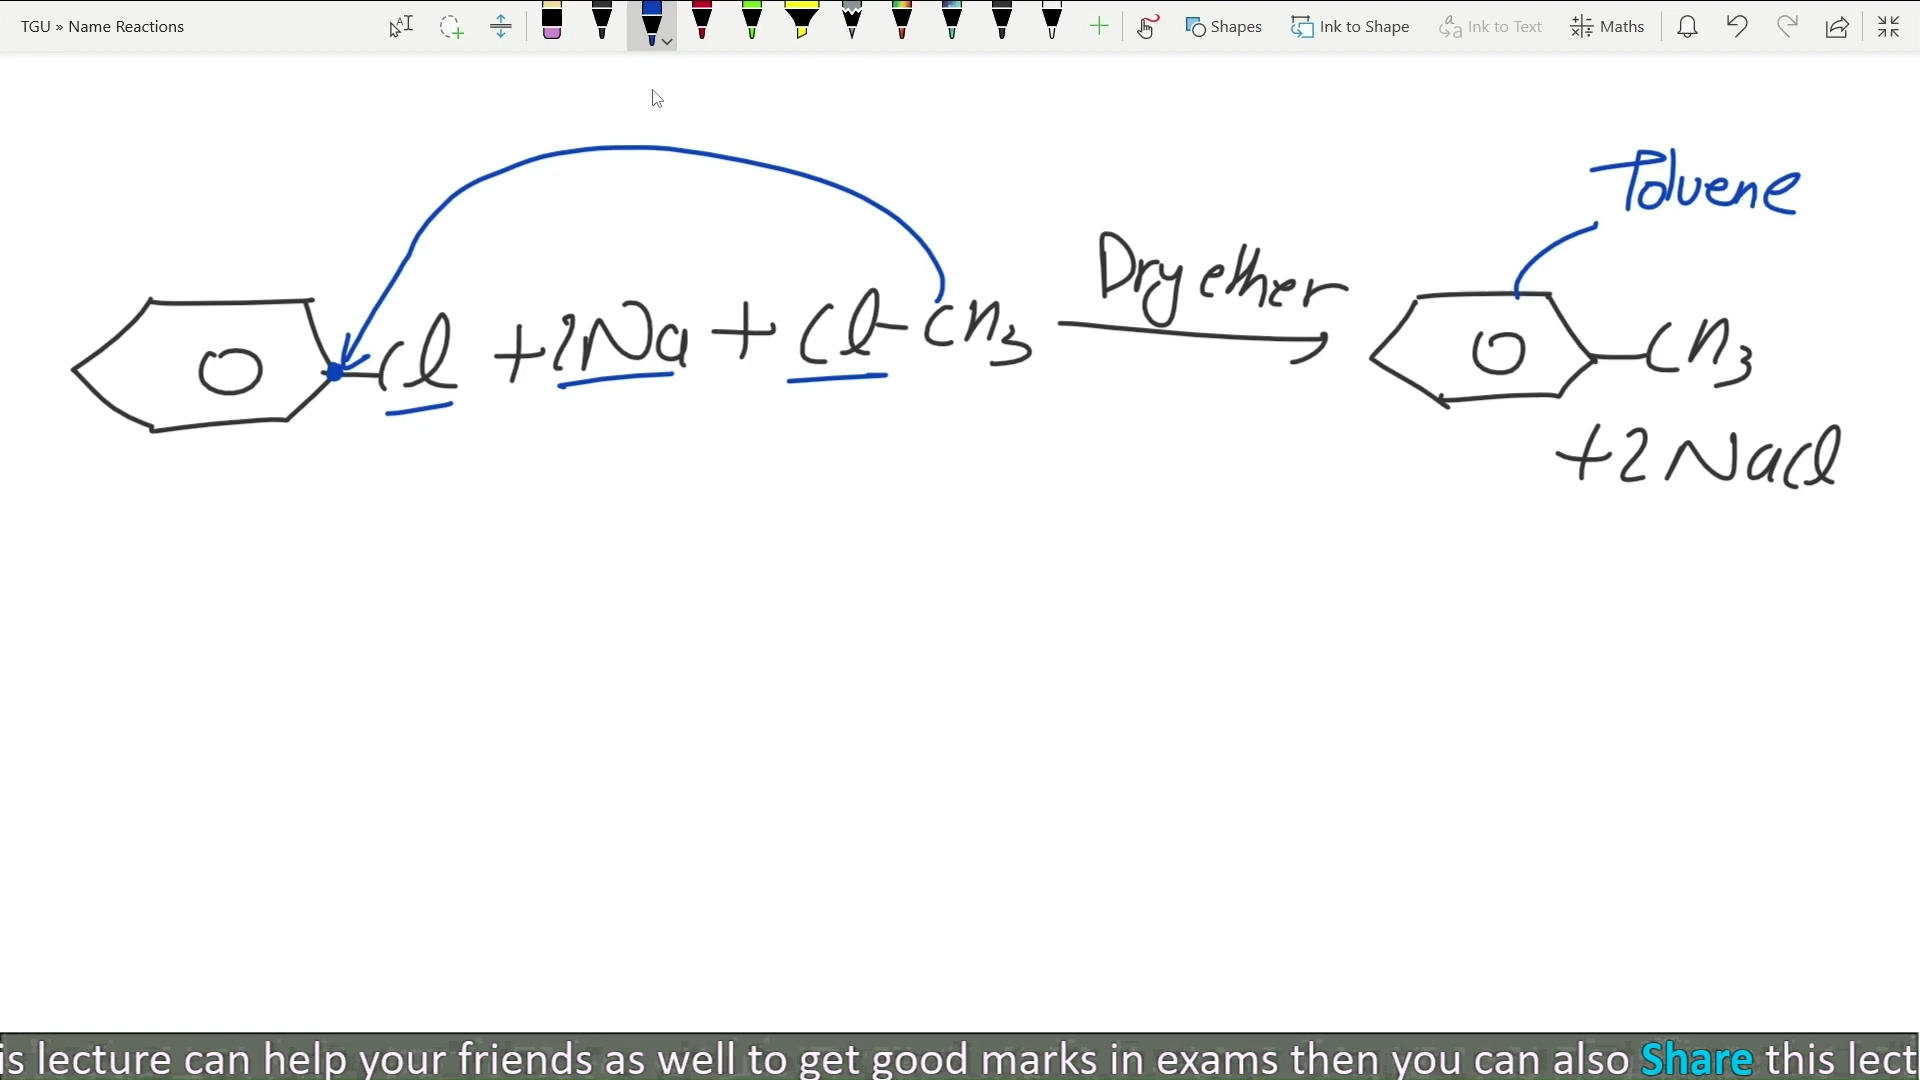 TGU » Name Reactions
Shapes
Ink to Shape
Ink to Text
Maths
Toluene
Dry ether
Cl + 2Na + Cl-CH3
CH3
+2NaCl
is lecture can help your friends as well to get good marks in exams then you can also Share this lect